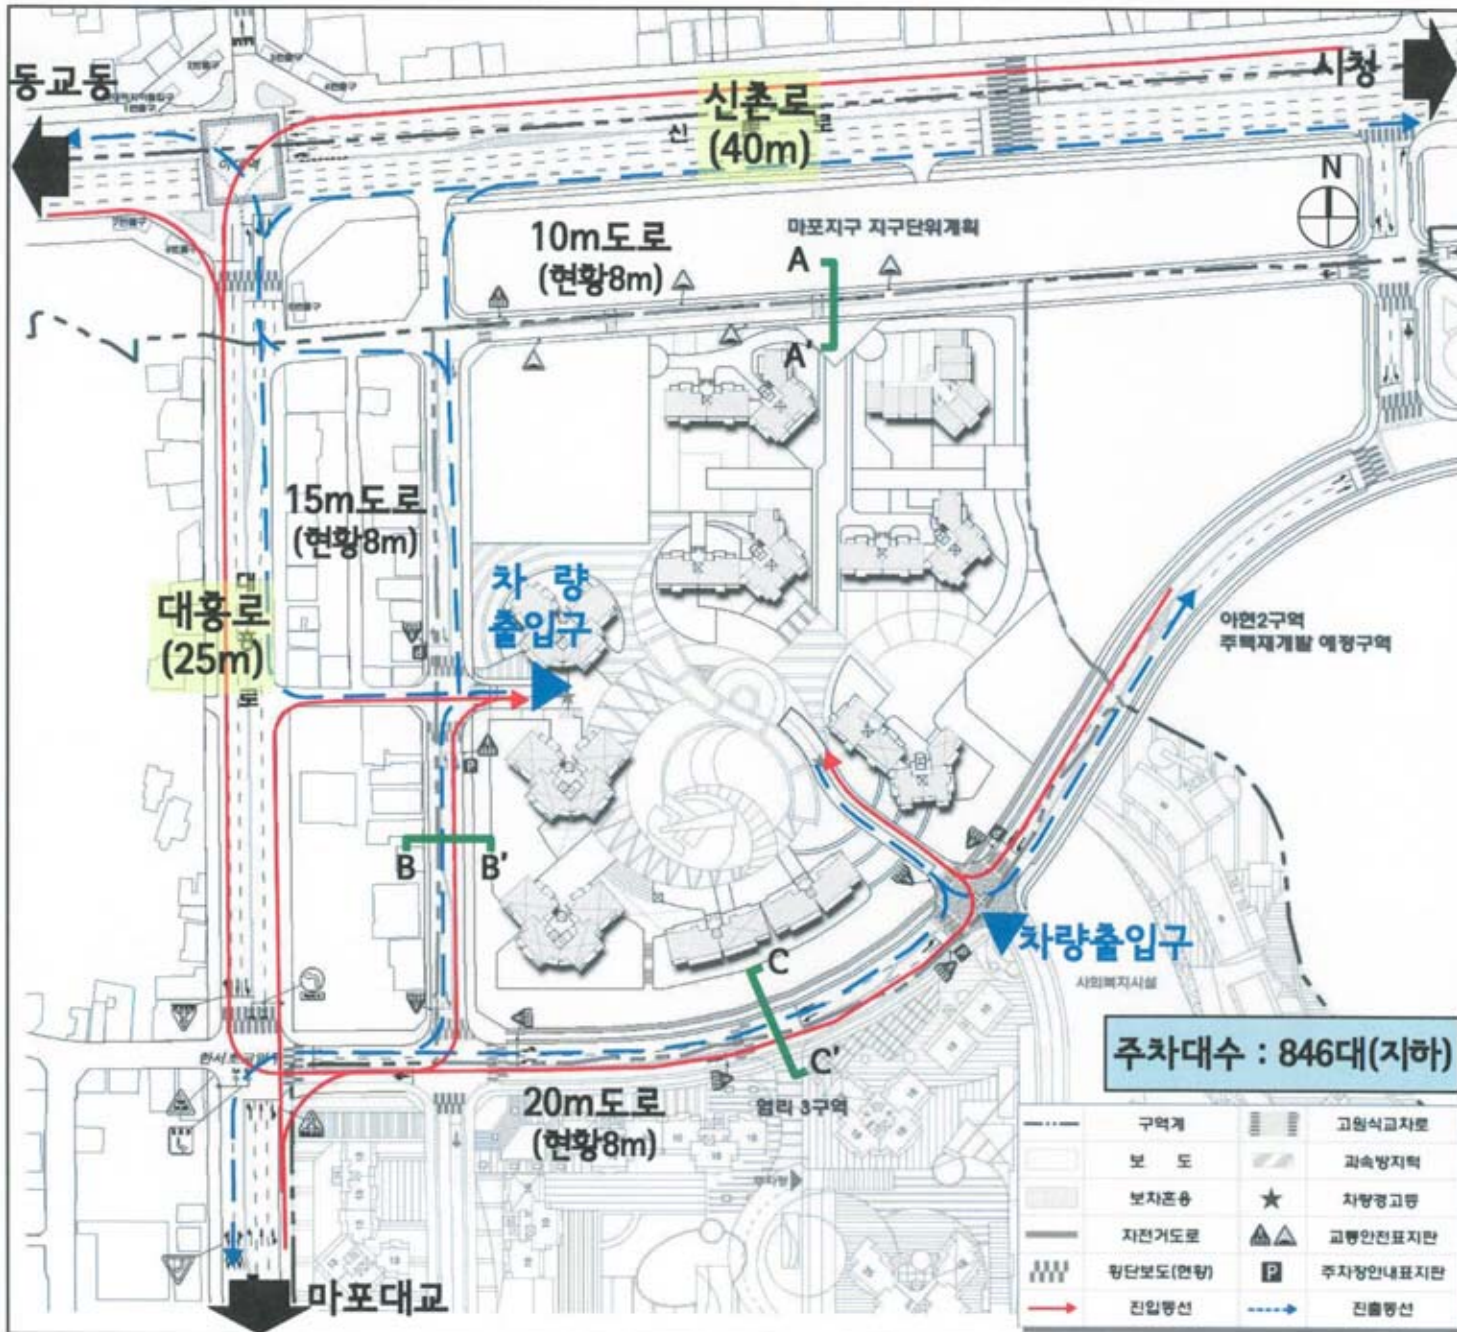 동교동
시청
신촌로
(40m)
신
로
N
10m도로
(현황8m)
마포지구 지구단위계획
A
A'
15m도로
(현황8m)
대흥로
(25m)
대
로
차 량
출입구
아현2구역
주택재개발 예정구역
B
B'
P
C
C'
차량출입구
사회복지시설
주차대수 : 846대(지하)
20m도로
(현황8m)
염리 3구역
마포대교
구역계
고원식교차로
보 도
과속방지턱
보차혼용
차량경고등
자전거도로
교통안전표지판
횡단보도(현황)
P
주차장안내표지판
진입동선
진출동선